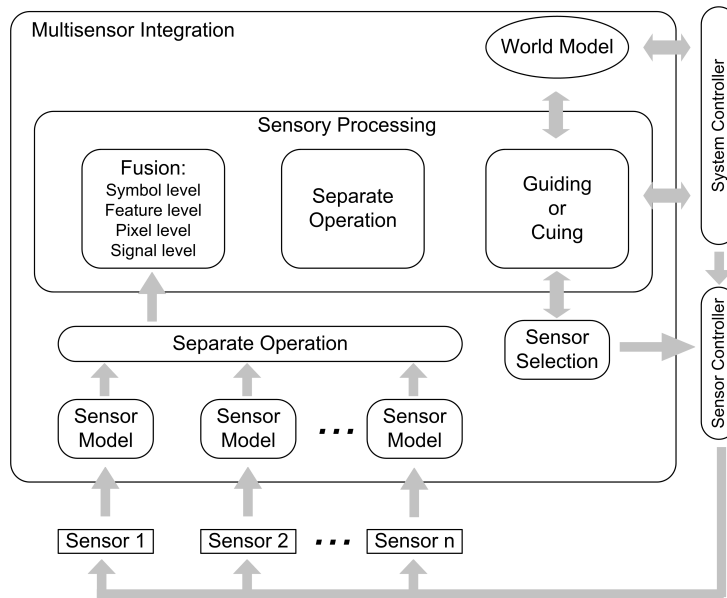 Multisensor Integration
World Model
System Controller
Sensory Processing
Fusion:
Symbol level
Feature level
Pixel level
Signal level
Separate
Operation
Guiding
or
Cuing
Separate Operation
Sensor
Selection
Sensor Controller
Sensor
Model
Sensor
Model
...
Sensor
Model
Sensor 1
Sensor 2
...
Sensor n